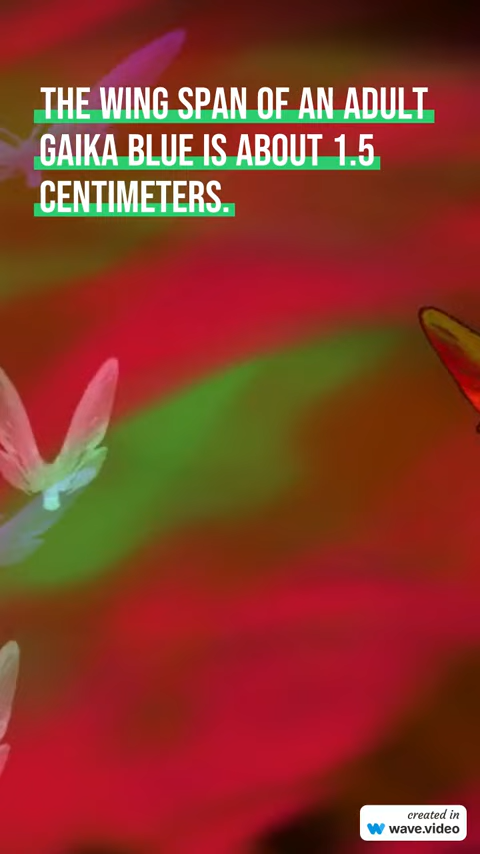 THE WING SPAN OF AN ADULT
GAIKA BLUE IS ABOUT 1.5
CENTIMETERS.
created in
wave.video